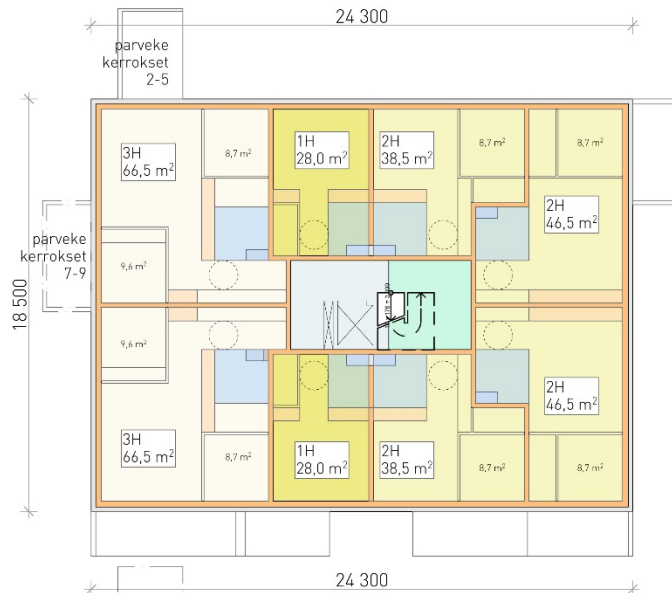 24 300
parveke
kerrokset
2-5
3H
66,5 m²
8,7 m²
1H
28,0 m²
2H
38,5 m²
8,7 m²
8,7 m²
2H
46,5 m²
parveke
kerrokset
7-9
9,6 m²
18 500
9,6 m²
3H
66,5 m²
8,7 m²
1H
28,0 m²
2H
38,5 m²
8,7 m²
2H
46,5 m²
8,7 m²
24 300